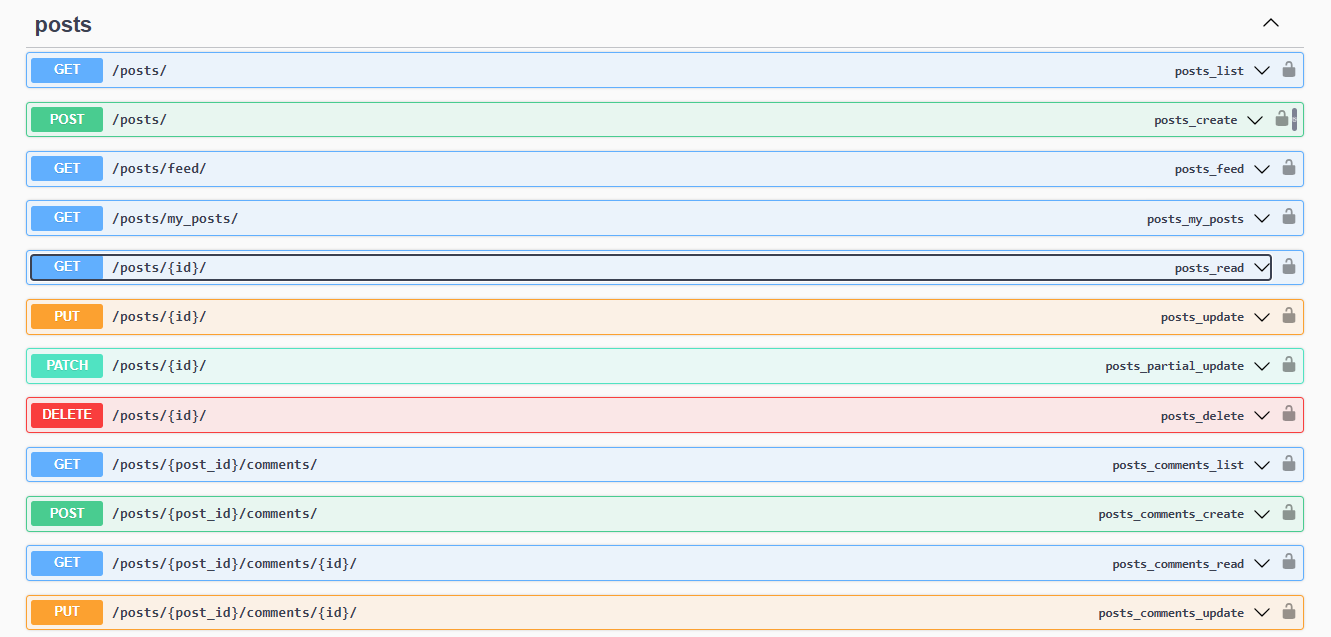 posts
GET /posts/ posts_list
POST /posts/ posts_create
GET /posts/feed/ posts_feed
GET /posts/my_posts/ posts_my_posts
GET /posts/{id}/ posts_read
PUT /posts/{id}/ posts_update
PATCH /posts/{id}/ posts_partial_update
DELETE /posts/{id}/ posts_delete
GET /posts/{post_id}/comments/ posts_comments_list
POST /posts/{post_id}/comments/ posts_comments_create
GET /posts/{post_id}/comments/{id}/ posts_comments_read
PUT /posts/{post_id}/comments/{id}/ posts_comments_update